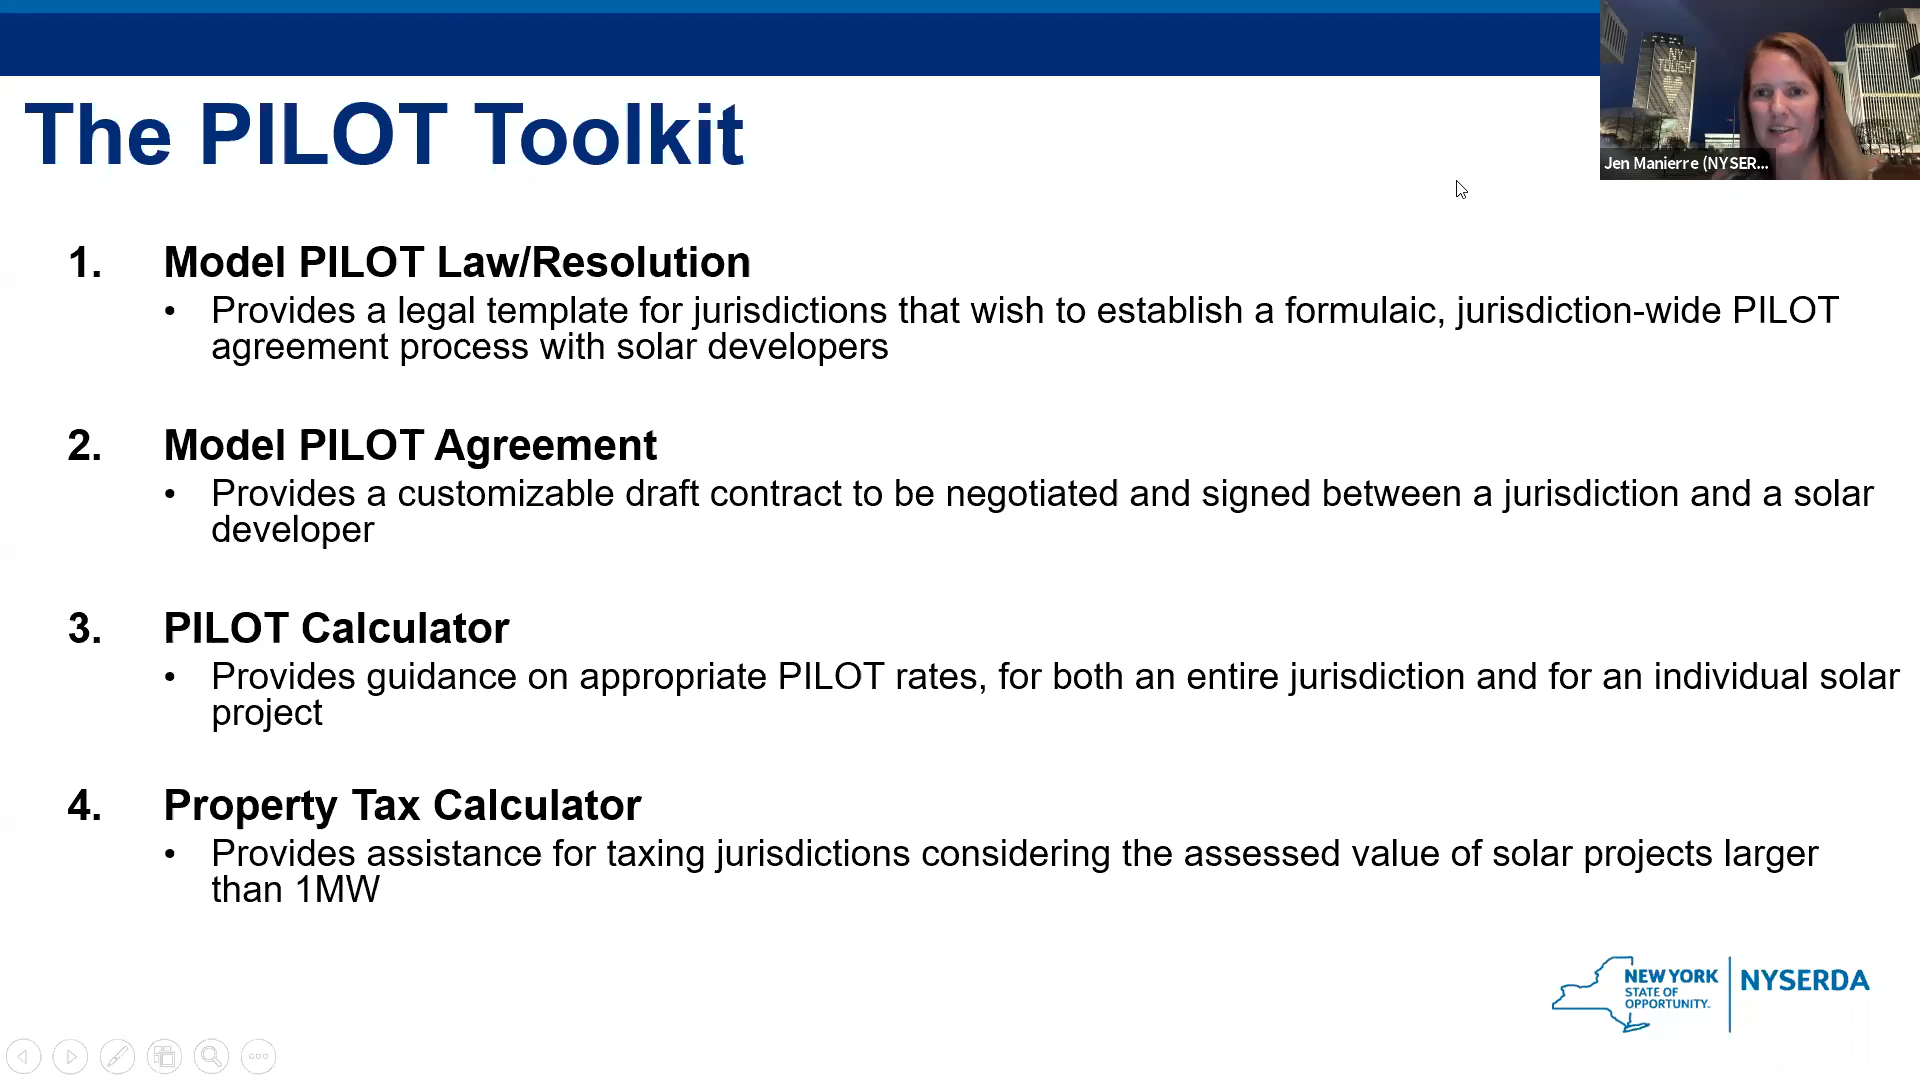 The PILOT Toolkit
NY
TOUGH
Jen Manierre (NYSER...
1. Model PILOT Law/Resolution
• Provides a legal template for jurisdictions that wish to establish a formulaic, jurisdiction-wide PILOT
agreement process with solar developers
2. Model PILOT Agreement
• Provides a customizable draft contract to be negotiated and signed between a jurisdiction and a solar
developer
3. PILOT Calculator
• Provides guidance on appropriate PILOT rates, for both an entire jurisdiction and for an individual solar
project
4. Property Tax Calculator
• Provides assistance for taxing jurisdictions considering the assessed value of solar projects larger
than 1MW
NEW YORK
STATE OF
OPPORTUNITY.
NYSERDA